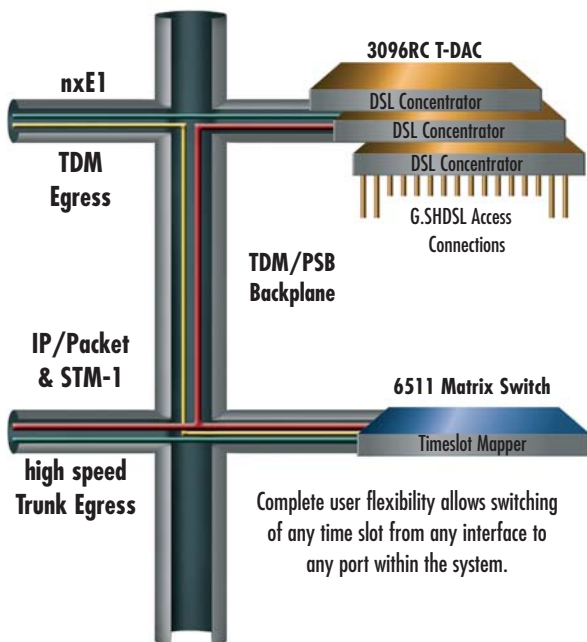 3096RC T-DAC
nxE1
DSL Concentrator
DSL Concentrator
DSL Concentrator
TDM
Egress
G.SHDSL Access
Connections
TDM/PSB
Backplane
IP/Packet
& STM-1
6511 Matrix Switch
Timeslot Mapper
high speed
Trunk Egress
Complete user flexibility allows switching
of any time slot from any interface to
any port within the system.